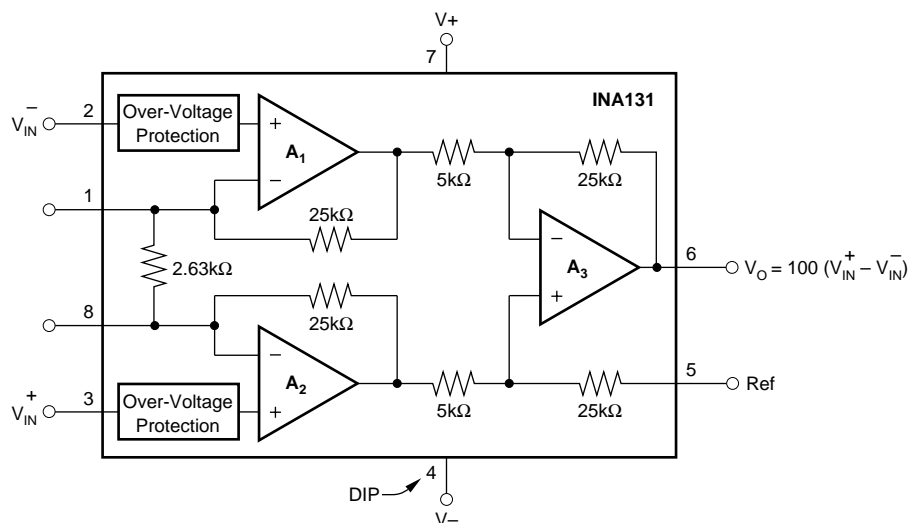 V+
7
INA131
2
V⁻IN
Over-Voltage
Protection
+
A1
−
5kΩ
25kΩ
1
25kΩ
2.63kΩ
−
A3
+
6
VO = 100 (V⁺IN − V⁻IN)
8
25kΩ
−
A2
+
5kΩ
25kΩ
5
Ref
3
V⁺IN
Over-Voltage
Protection
4
DIP
V−